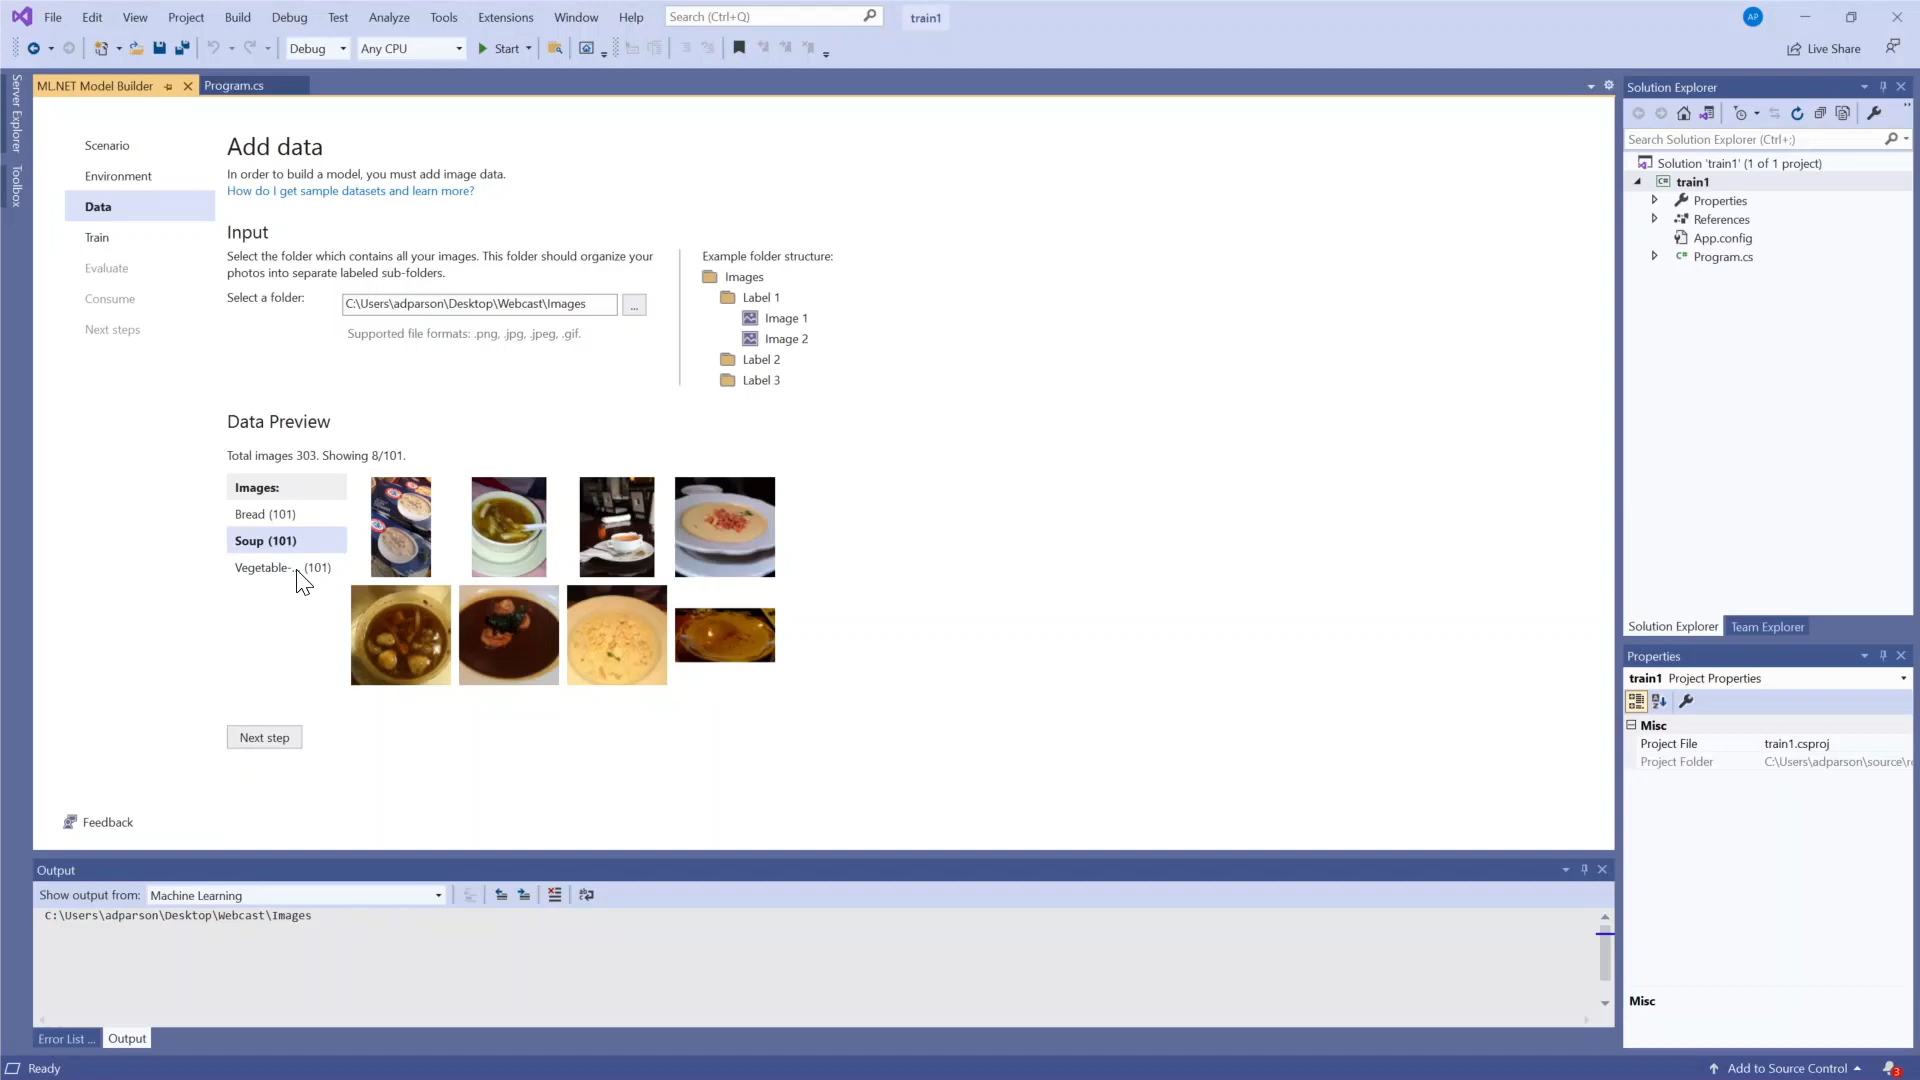 File Edit View Project Build Debug Test Analyze Tools Extensions Window Help Search (Ctrl+Q) train1 AP
Debug Any CPU Start Live Share
Server Explorer
Toolbox
ML.NET Model Builder Program.cs
Scenario
Environment
Data
Train
Evaluate
Consume
Next steps
Feedback
Add data
In order to build a model, you must add image data.
How do I get sample datasets and learn more?
Input
Select the folder which contains all your images. This folder should organize your
photos into separate labeled sub-folders.
Select a folder: C:\Users\adparson\Desktop\Webcast\Images ...
Supported file formats: .png, .jpg, .jpeg, .gif.
Example folder structure:
Images
Label 1
Image 1
Image 2
Label 2
Label 3
Data Preview
Total images 303. Showing 8/101.
Images:
Bread (101)
Soup (101)
Vegetable-... (101)
Next step
Output
Show output from: Machine Learning
C:\Users\adparson\Desktop\Webcast\Images
Error List ... Output
Solution Explorer
Search Solution Explorer (Ctrl+;)
Solution 'train1' (1 of 1 project)
C# train1
Properties
References
App.config
C# Program.cs
Solution Explorer Team Explorer
Properties
train1 Project Properties
Misc
Project File train1.csproj
Project Folder C:\Users\adparson\source\r
Misc
Ready Add to Source Control 3